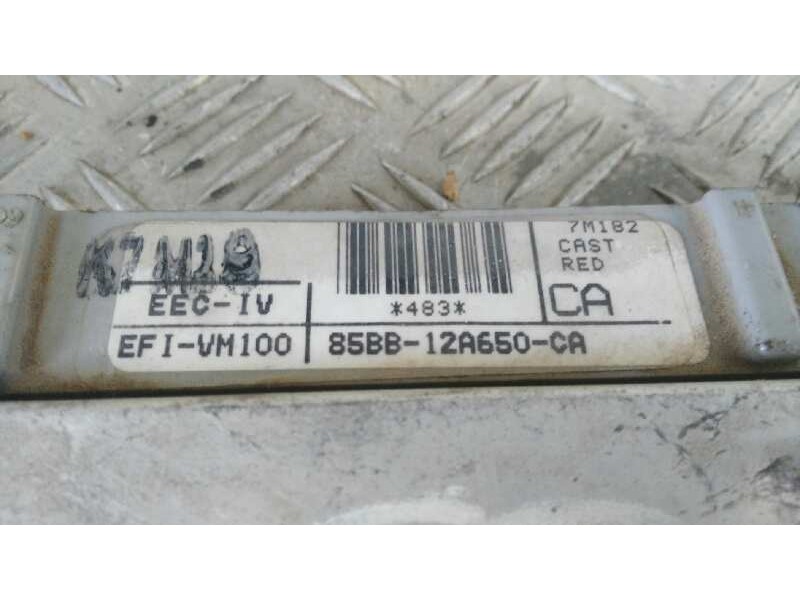 7M182
CAST
RED
EEC-IV
*483*
CA
EFI-VM100
85BB-12A650-CA